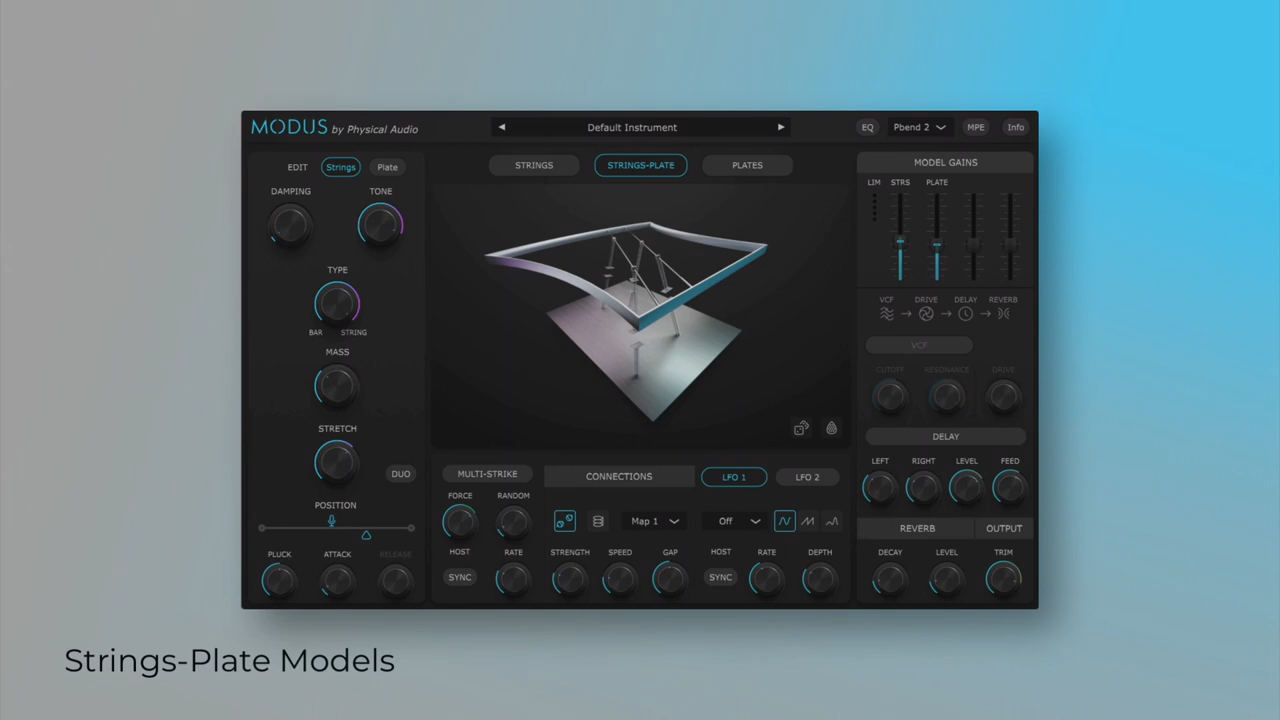 MODUS by Physical Audio
Default Instrument
EQ
Pbend 2
MPE
Info
EDIT
Strings
Plate
DAMPING
TONE
TYPE
BAR
STRING
MASS
STRETCH
DUO
POSITION
PLUCK
ATTACK
RELEASE
STRINGS
STRINGS-PLATE
PLATES
MULTI-STRIKE
FORCE
RANDOM
HOST
SYNC
RATE
CONNECTIONS
Map 1
STRENGTH
SPEED
GAP
LFO 1
LFO 2
Off
HOST
SYNC
RATE
DEPTH
MODEL GAINS
LIM
STRS
PLATE
VCF
DRIVE
DELAY
REVERB
VCF
CUTOFF
RESONANCE
DRIVE
DELAY
LEFT
RIGHT
LEVEL
FEED
REVERB
OUTPUT
DECAY
LEVEL
TRIM
Strings-Plate Models